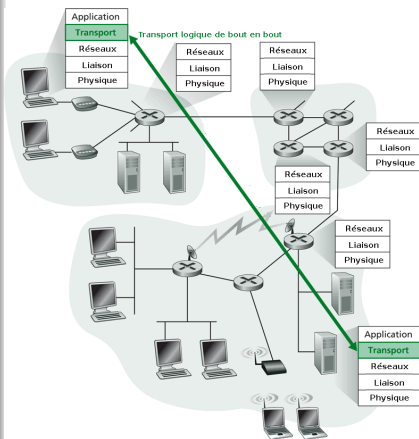 Application
Transport
Réseaux
Liaison
Physique
Transport logique de bout en bout
Réseaux
Liaison
Physique
Réseaux
Liaison
Physique
Réseaux
Liaison
Physique
Réseaux
Liaison
Physique
Réseaux
Liaison
Physique
Application
Transport
Réseaux
Liaison
Physique